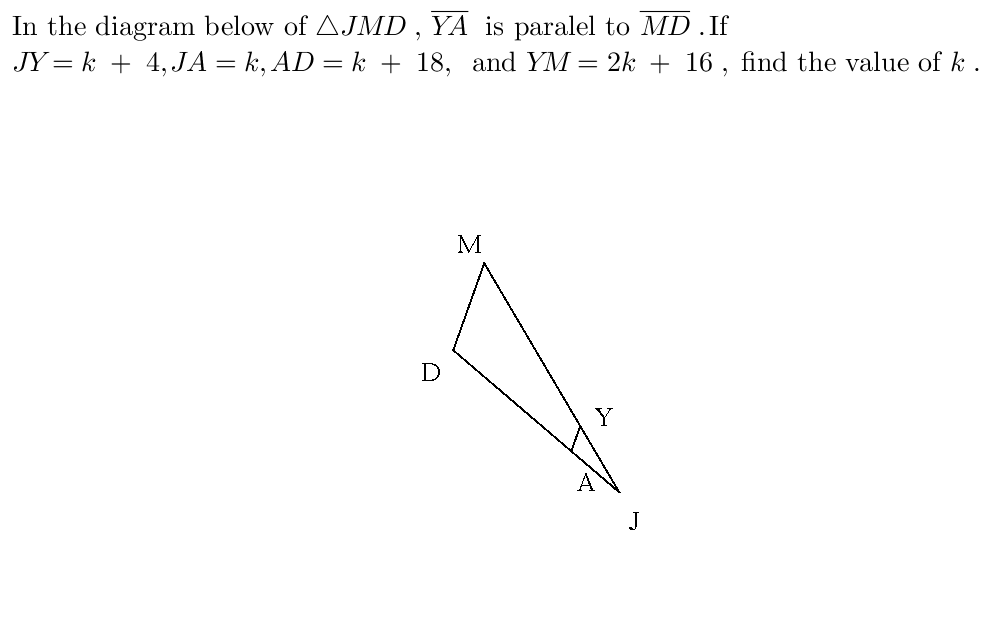 In the diagram below of △JMD , \overline{YA} is paralel to \overline{MD} .If
JY = k + 4, JA = k, AD = k + 18, and YM = 2k + 16 , find the value of k .
M
D
Y
A
J